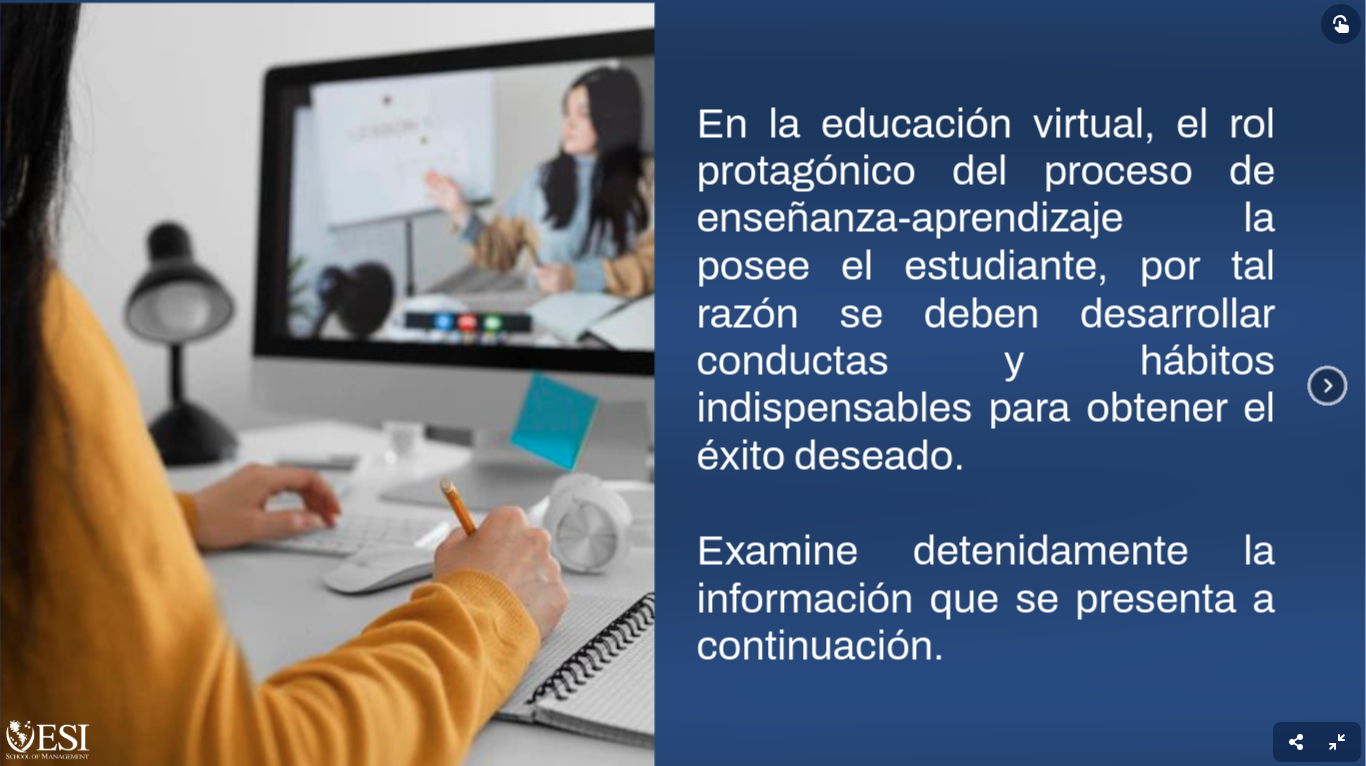 En la educación virtual, el rol
protagónico del proceso de
enseñanza-aprendizaje la
posee el estudiante, por tal
razón se deben desarrollar
conductas y hábitos
indispensables para obtener el
éxito deseado.
Examine detenidamente la
información que se presenta a
continuación.
ESI
SCHOOL OF MANAGEMENT